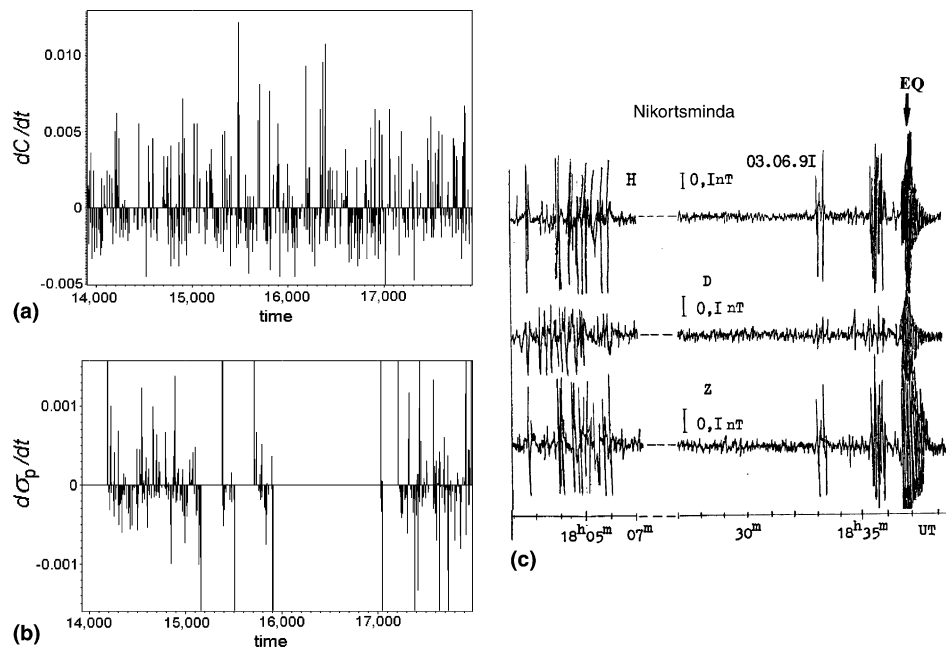 (a)
dC/dt
0.010
0.005
0
-0.005
14,000 15,000 16,000 17,000
time
(b)
dσp/dt
0.001
0
-0.001
14,000 15,000 16,000 17,000
time
EQ
Nikortsminda
03.06.9I
H 0,InT
D
0,I nT
Z
0,I nT
18h05m 07m 30m 18h35m UT
(c)